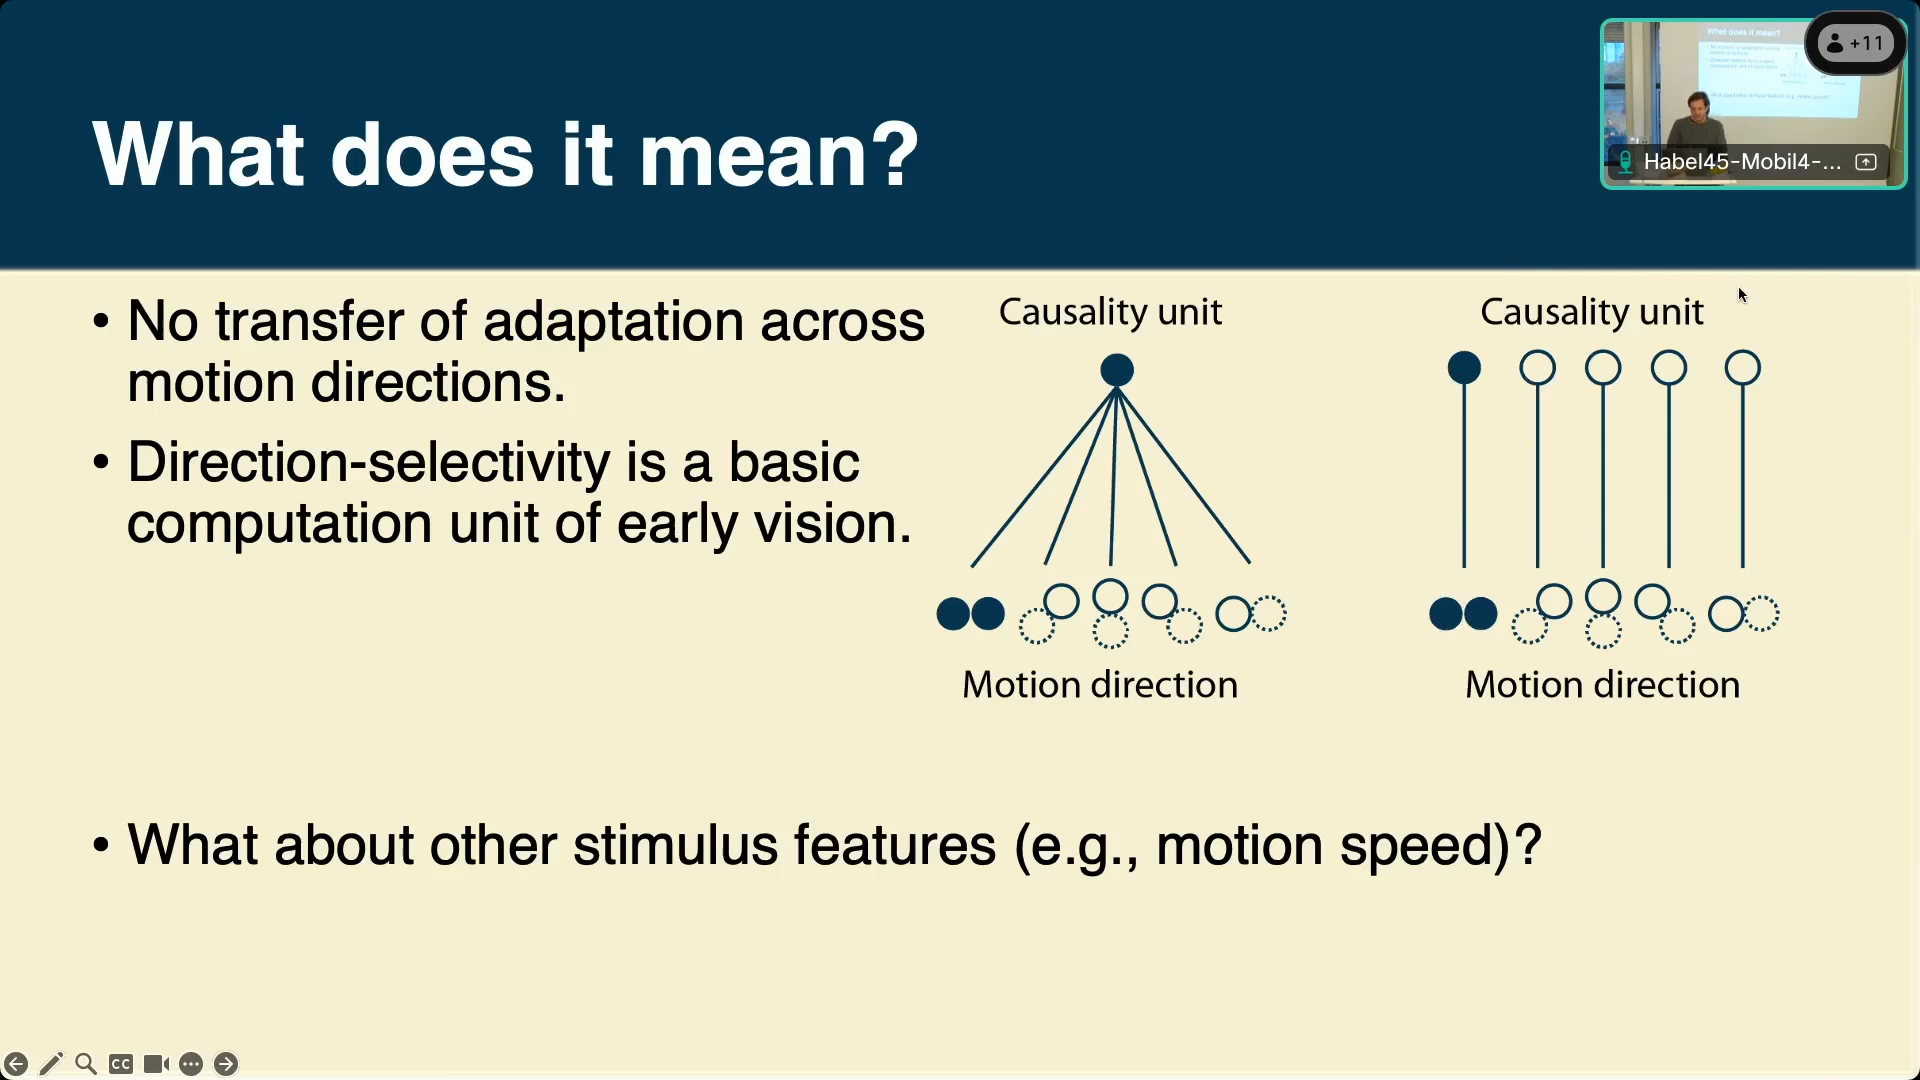 What does it mean?
+11
Habel45-Mobil4-...
• No transfer of adaptation across
motion directions.
• Direction-selectivity is a basic
computation unit of early vision.
Causality unit
Motion direction
Causality unit
Motion direction
• What about other stimulus features (e.g., motion speed)?
CC